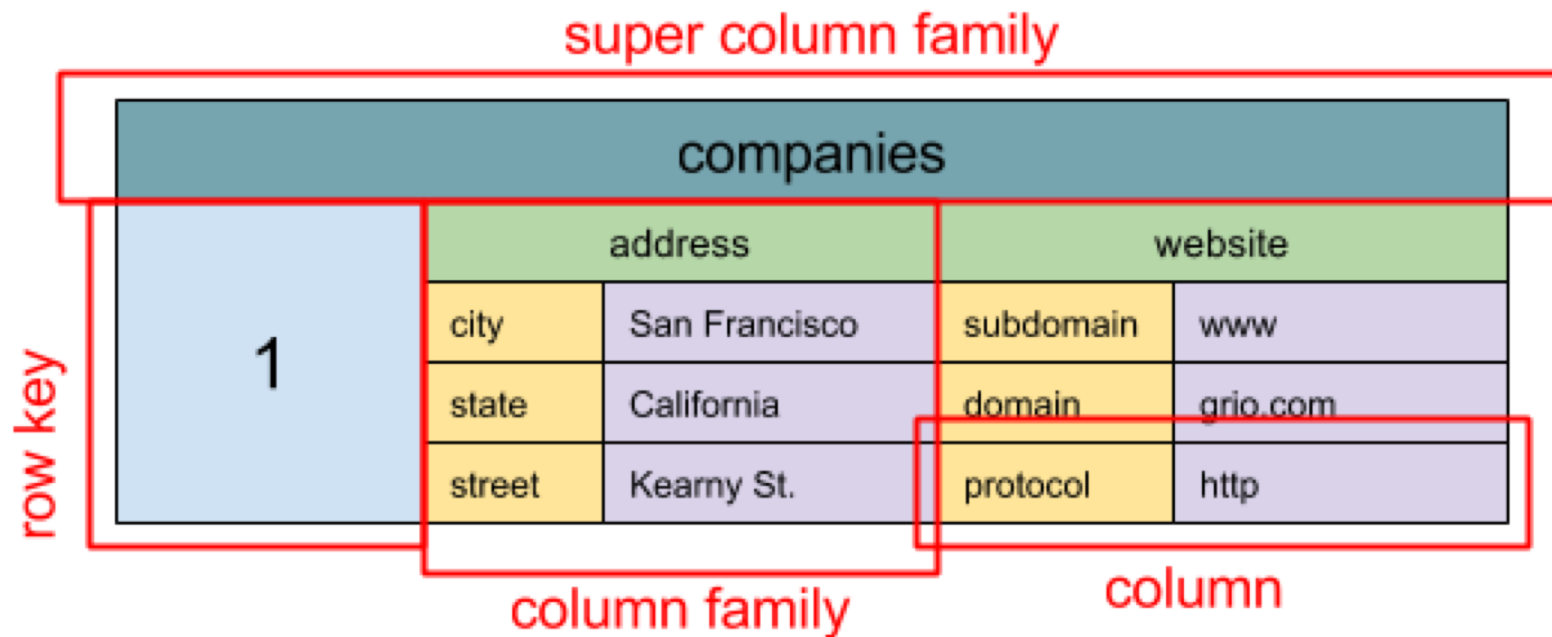 super column family
companies
address website
city San Francisco subdomain www
1
state California domain grio.com
street Kearny St. protocol http
row key
column family
column